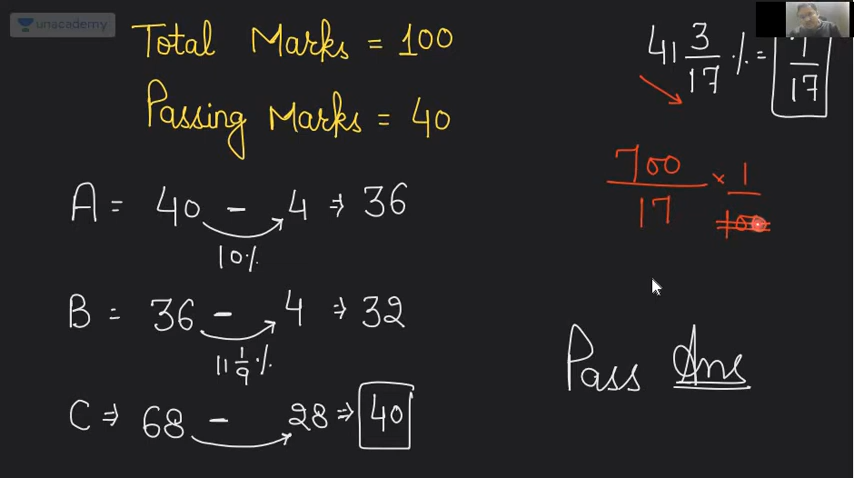 unacademy
Total Marks = 100
Passing Marks = 40
A = 40 - 4 ⇒ 36
10%
B = 36 - 4 ⇒ 32
11 1/9 %
C ⇒ 68 - 28 ⇒ 40
41 3/17 % = 7/17
700/17 × 1/100
Pass Ans